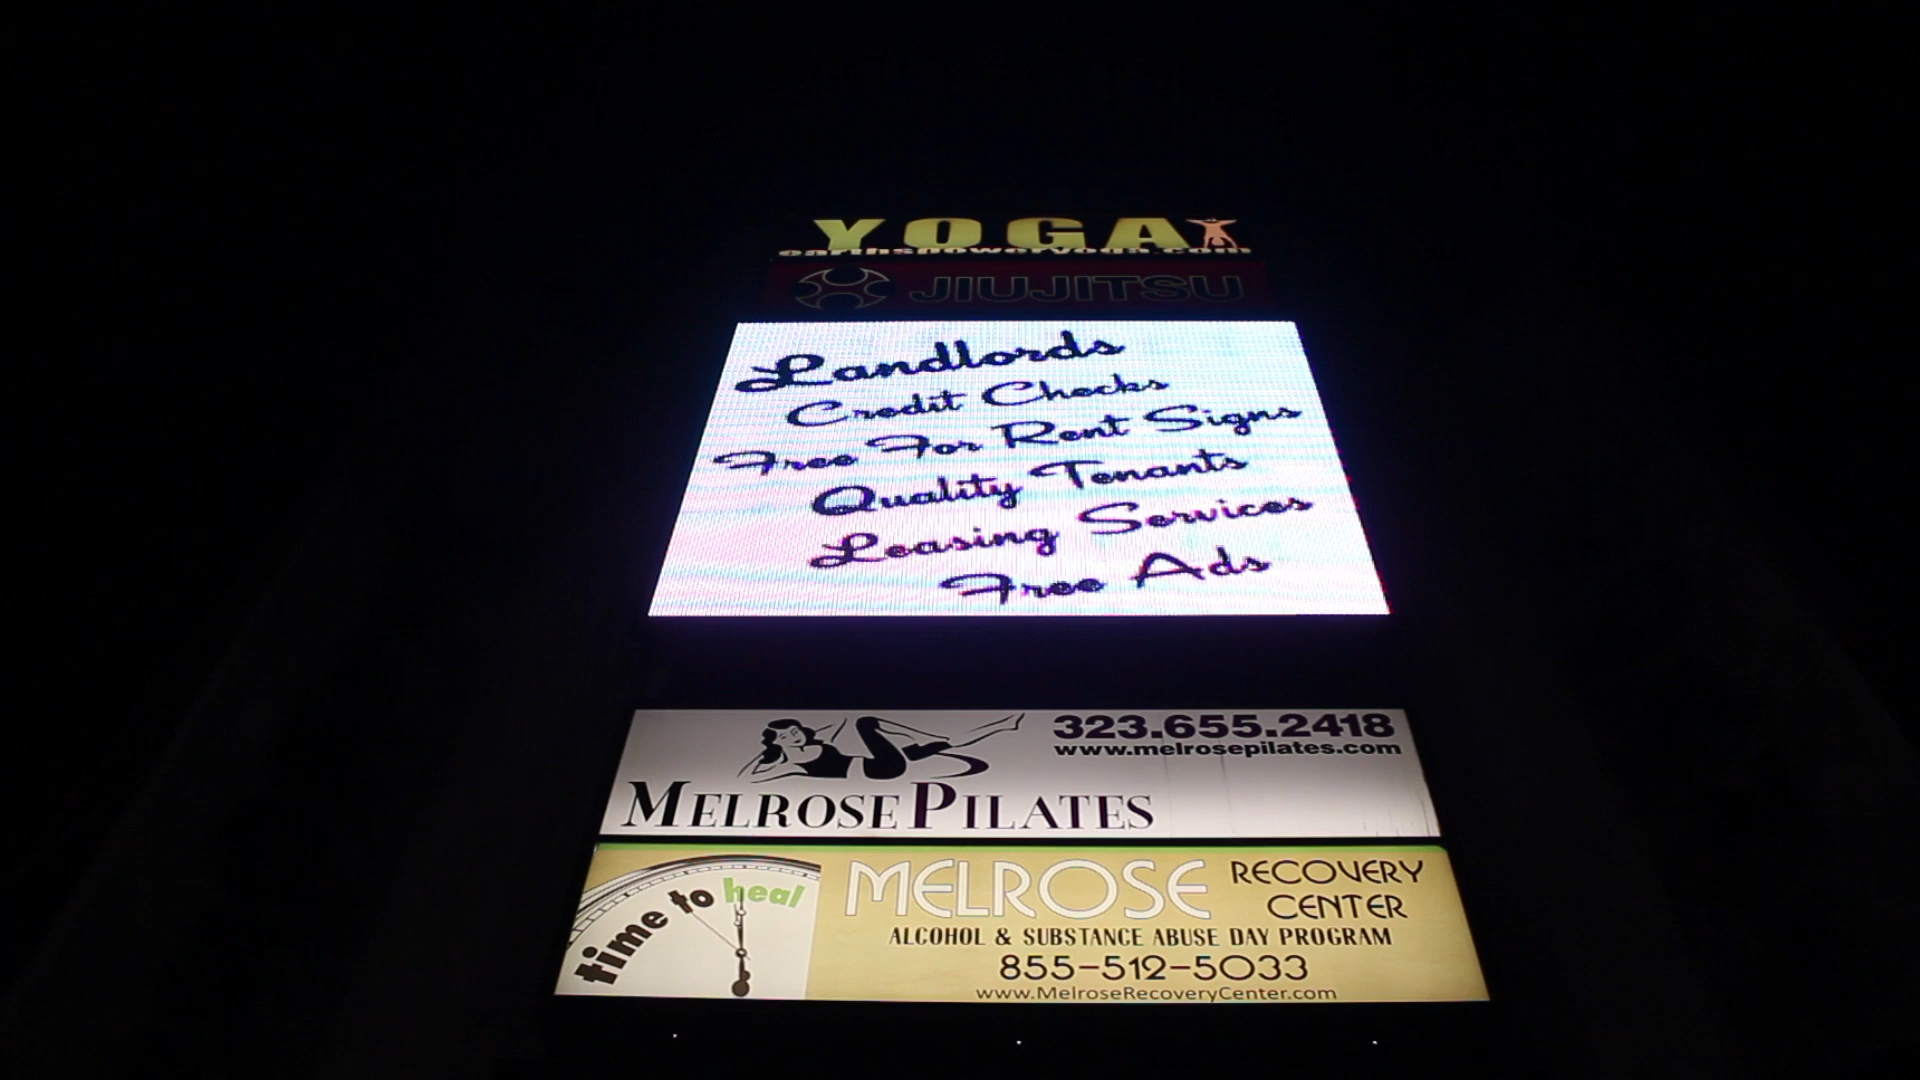 YOGA
earthspoweryoga.com
JIUJITSU
Landlords
Credit Checks
Free For Rent Signs
Quality Tenants
Leasing Services
Free Ads
323.655.2418
www.melrosepilates.com
MELROSE PILATES
time to heal
MELROSE RECOVERY CENTER
ALCOHOL & SUBSTANCE ABUSE DAY PROGRAM
855-512-5033
www.MelroseRecoveryCenter.com